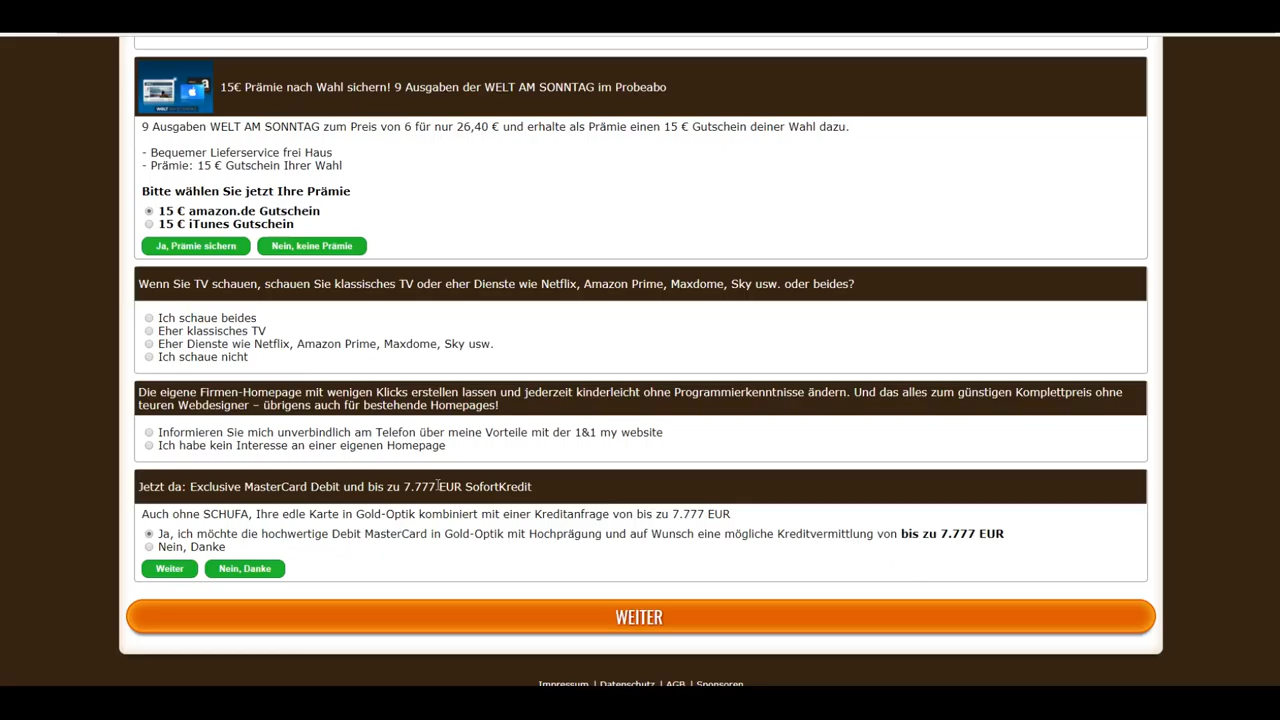 15€ Prämie nach Wahl sichern! 9 Ausgaben der WELT AM SONNTAG im Probeabo
9 Ausgaben WELT AM SONNTAG zum Preis von 6 für nur 26,40 € und erhalte als Prämie einen 15 € Gutschein deiner Wahl dazu.
- Bequemer Lieferservice frei Haus
- Prämie: 15 € Gutschein Ihrer Wahl
Bitte wählen Sie jetzt Ihre Prämie
15 € amazon.de Gutschein
15 € iTunes Gutschein
Ja, Prämie sichern Nein, keine Prämie
Wenn Sie TV schauen, schauen Sie klassisches TV oder eher Dienste wie Netflix, Amazon Prime, Maxdome, Sky usw. oder beides?
Ich schaue beides
Eher klassisches TV
Eher Dienste wie Netflix, Amazon Prime, Maxdome, Sky usw.
Ich schaue nicht
Die eigene Firmen-Homepage mit wenigen Klicks erstellen lassen und jederzeit kinderleicht ohne Programmierkenntnisse ändern. Und das alles zum günstigen Komplettpreis ohne
teuren Webdesigner – übrigens auch für bestehende Homepages!
Informieren Sie mich unverbindlich am Telefon über meine Vorteile mit der 1&1 my website
Ich habe kein Interesse an einer eigenen Homepage
Jetzt da: Exclusive MasterCard Debit und bis zu 7.777 EUR SofortKredit
Auch ohne SCHUFA, Ihre edle Karte in Gold-Optik kombiniert mit einer Kreditanfrage von bis zu 7.777 EUR
Ja, ich möchte die hochwertige Debit MasterCard in Gold-Optik mit Hochprägung und auf Wunsch eine mögliche Kreditvermittlung von bis zu 7.777 EUR
Nein, Danke
Weiter Nein, Danke
WEITER
Impressum | Datenschutz | AGB | Sponsoren